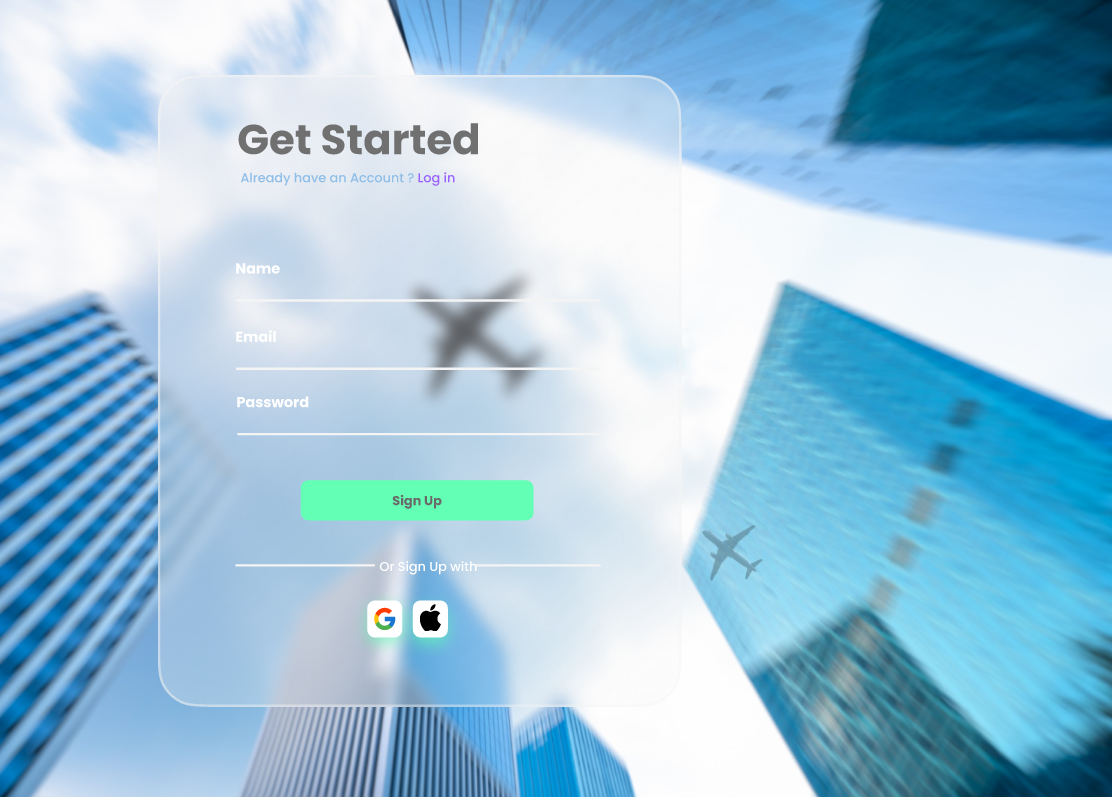 Get Started
Already have an Account ? Log in
Name
Email
Password
Sign Up
Or Sign Up with